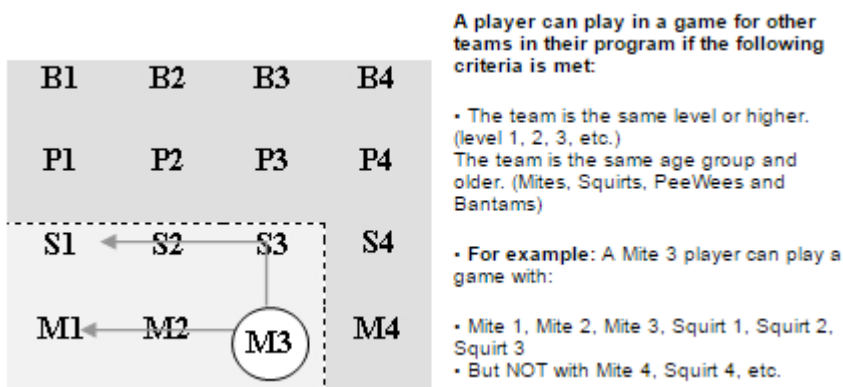 A player can play in a game for other
teams in their program if the following
criteria is met:
B1 B2 B3 B4
P1 P2 P3 P4
S1 S2 S3 S4
M1 M2 M3 M4
• The team is the same level or higher.
(level 1, 2, 3, etc.)
The team is the same age group and
older. (Mites, Squirts, PeeWees and
Bantams)
• For example: A Mite 3 player can play a
game with:
• Mite 1, Mite 2, Mite 3, Squirt 1, Squirt 2,
Squirt 3
• But NOT with Mite 4, Squirt 4, etc.